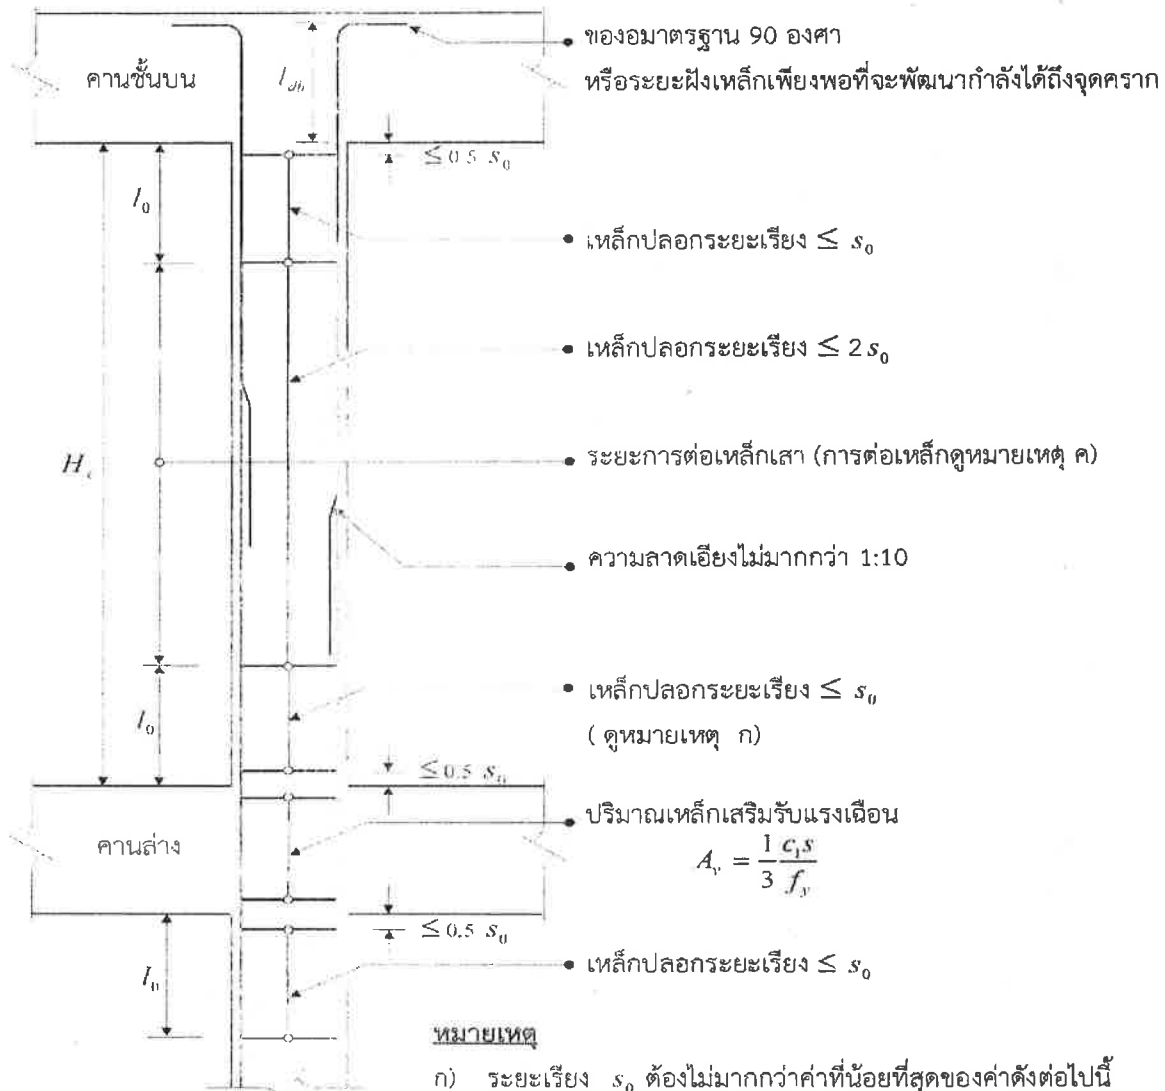 ของอมาตรฐาน 90 องศา
หรือระยะฝังเหล็กเพียงพอที่จะพัฒนากำลังได้ถึงจุดคราก
คานชั้นบน
l_dh
≤ 0.5 s₀
l₀
เหล็กปลอกระยะเรียง ≤ s₀
เหล็กปลอกระยะเรียง ≤ 2 s₀
H
ระยะการต่อเหล็กเสา (การต่อเหล็กดูหมายเหตุ ค)
ความลาดเอียงไม่มากกว่า 1:10
เหล็กปลอกระยะเรียง ≤ s₀
( ดูหมายเหตุ ก)
l₀
≤ 0.5 s₀
ปริมาณเหล็กเสริมรับแรงเฉือน
คานล่าง
A_v = 1/3 c₁s/f_y
≤ 0.5 s₀
l₀
เหล็กปลอกระยะเรียง ≤ s₀
หมายเหตุ
ก) ระยะเรียง s₀ ต้องไม่มากกว่าค่าที่น้อยที่สุดของค่าดังต่อไปนี้